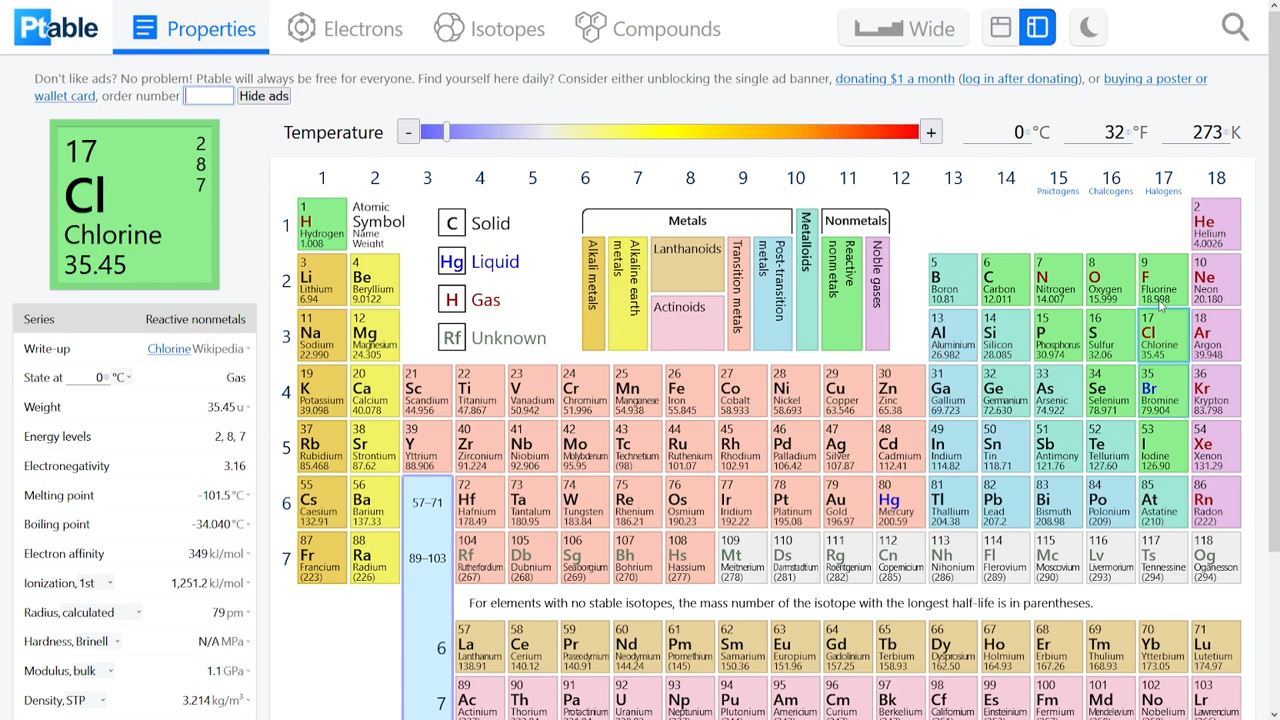 Ptable
Properties
Electrons
Isotopes
Compounds
Wide
Don't like ads? No problem! Ptable will always be free for everyone. Find yourself here daily? Consider either unblocking the single ad banner, donating $1 a month (log in after donating), or buying a poster or
wallet card, order number
Hide ads
17
2
8
7
Cl
Chlorine
35.45
Temperature
-
+
0 °C
32 °F
273 K
Series Reactive nonmetals
Write-up Chlorine Wikipedia
State at 0 °C Gas
Weight 35.45 u
Energy levels 2, 8, 7
Electronegativity 3.16
Melting point -101.5 °C
Boiling point -34.040 °C
Electron affinity 349 kJ/mol
Ionization, 1st 1,251.2 kJ/mol
Radius, calculated 79 pm
Hardness, Brinell N/A MPa
Modulus, bulk 1.1 GPa
Density, STP 3.214 kg/m³
1 2 3 4 5 6 7 8 9 10 11 12 13 14 15 16 17 18
Pnictogens Chalcogens Halogens
Atomic
Symbol
Name
Weight
C Solid
Hg Liquid
H Gas
Rf Unknown
Metals
Metalloids
Nonmetals
Alkali metals
Alkaline earth metals
Lanthanoids
Actinoids
Transition metals
Post-transition metals
Reactive nonmetals
Noble gases
1
1 H Hydrogen 1.008
2 He Helium 4.0026
2
3 Li Lithium 6.94
4 Be Beryllium 9.0122
5 B Boron 10.81
6 C Carbon 12.011
7 N Nitrogen 14.007
8 O Oxygen 15.999
9 F Fluorine 18.998
10 Ne Neon 20.180
3
11 Na Sodium 22.990
12 Mg Magnesium 24.305
13 Al Aluminium 26.982
14 Si Silicon 28.085
15 P Phosphorus 30.974
16 S Sulfur 32.06
17 Cl Chlorine 35.45
18 Ar Argon 39.948
4
19 K Potassium 39.098
20 Ca Calcium 40.078
21 Sc Scandium 44.956
22 Ti Titanium 47.867
23 V Vanadium 50.942
24 Cr Chromium 51.996
25 Mn Manganese 54.938
26 Fe Iron 55.845
27 Co Cobalt 58.933
28 Ni Nickel 58.693
29 Cu Copper 63.546
30 Zn Zinc 65.38
31 Ga Gallium 69.723
32 Ge Germanium 72.630
33 As Arsenic 74.922
34 Se Selenium 78.971
35 Br Bromine 79.904
36 Kr Krypton 83.798
5
37 Rb Rubidium 85.468
38 Sr Strontium 87.62
39 Y Yttrium 88.906
40 Zr Zirconium 91.224
41 Nb Niobium 92.906
42 Mo Molybdenum 95.95
43 Tc Technetium (98)
44 Ru Ruthenium 101.07
45 Rh Rhodium 102.91
46 Pd Palladium 106.42
47 Ag Silver 107.87
48 Cd Cadmium 112.41
49 In Indium 114.82
50 Sn Tin 118.71
51 Sb Antimony 121.76
52 Te Tellurium 127.60
53 I Iodine 126.90
54 Xe Xenon 131.29
6
55 Cs Caesium 132.91
56 Ba Barium 137.33
57–71
72 Hf Hafnium 178.49
73 Ta Tantalum 180.95
74 W Tungsten 183.84
75 Re Rhenium 186.21
76 Os Osmium 190.23
77 Ir Iridium 192.22
78 Pt Platinum 195.08
79 Au Gold 196.97
80 Hg Mercury 200.59
81 Tl Thallium 204.38
82 Pb Lead 207.2
83 Bi Bismuth 208.98
84 Po Polonium (209)
85 At Astatine (210)
86 Rn Radon (222)
7
87 Fr Francium (223)
88 Ra Radium (226)
89–103
104 Rf Rutherfordium (267)
105 Db Dubnium (268)
106 Sg Seaborgium (269)
107 Bh Bohrium (270)
108 Hs Hassium (277)
109 Mt Meitnerium (278)
110 Ds Darmstadtium (281)
111 Rg Roentgenium (282)
112 Cn Copernicium (285)
113 Nh Nihonium (286)
114 Fl Flerovium (289)
115 Mc Moscovium (290)
116 Lv Livermorium (293)
117 Ts Tennessine (294)
118 Og Oganesson (294)
For elements with no stable isotopes, the mass number of the isotope with the longest half-life is in parentheses.
6
57 La Lanthanum 138.91
58 Ce Cerium 140.12
59 Pr Praseodymium 140.91
60 Nd Neodymium 144.24
61 Pm Promethium (145)
62 Sm Samarium 150.36
63 Eu Europium 151.96
64 Gd Gadolinium 157.25
65 Tb Terbium 158.93
66 Dy Dysprosium 162.50
67 Ho Holmium 164.93
68 Er Erbium 167.26
69 Tm Thulium 168.93
70 Yb Ytterbium 173.05
71 Lu Lutetium 174.97
7
89 Ac Actinium
90 Th Thorium
91 Pa Protactinium
92 U Uranium
93 Np Neptunium
94 Pu Plutonium
95 Am Americium
96 Cm Curium
97 Bk Berkelium
98 Cf Californium
99 Es Einsteinium
100 Fm Fermium
101 Md Mendelevium
102 No Nobelium
103 Lr Lawrencium